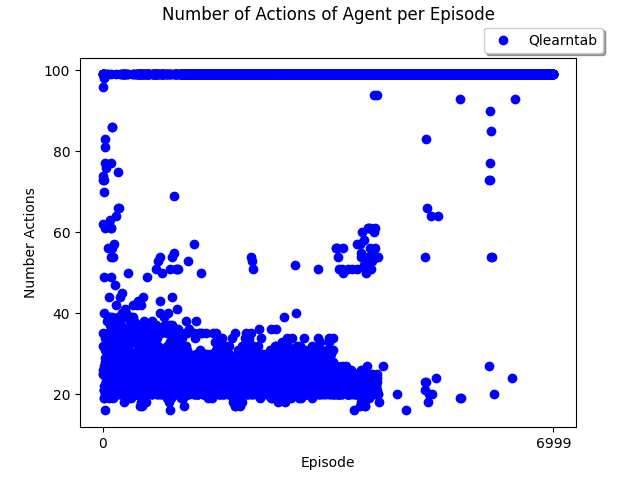 Number of Actions of Agent per Episode
Qlearntab
100
80
60
40
20
Number Actions
0 6999
Episode